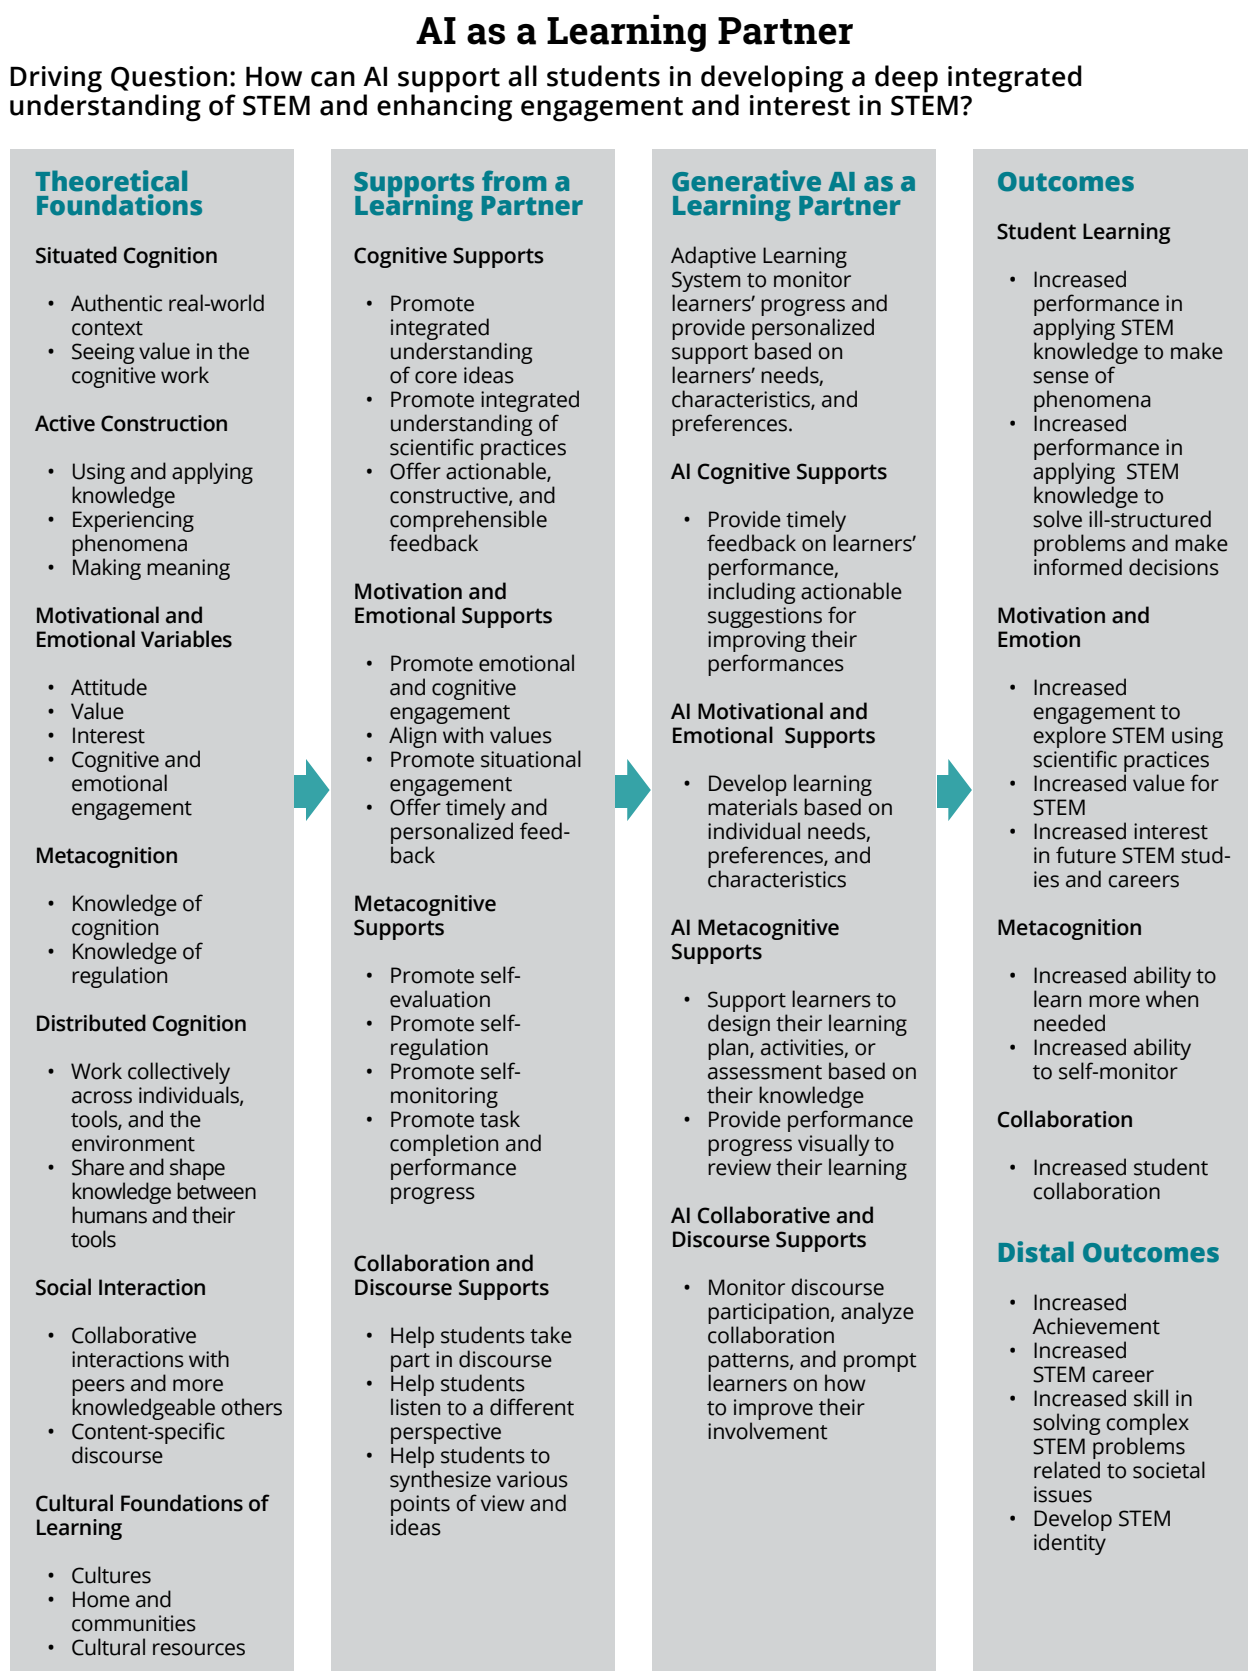 AI as a Learning Partner
Driving Question: How can AI support all students in developing a deep integrated
understanding of STEM and enhancing engagement and interest in STEM?
Theoretical
Foundations
Situated Cognition
• Authentic real-world
context
• Seeing value in the
cognitive work
Active Construction
• Using and applying
knowledge
• Experiencing
phenomena
• Making meaning
Motivational and
Emotional Variables
• Attitude
• Value
• Interest
• Cognitive and
emotional
engagement
Metacognition
• Knowledge of
cognition
• Knowledge of
regulation
Distributed Cognition
• Work collectively
across individuals,
tools, and the
environment
• Share and shape
knowledge between
humans and their
tools
Social Interaction
• Collaborative
interactions with
peers and more
knowledgeable others
• Content-specific
discourse
Cultural Foundations of
Learning
• Cultures
• Home and
communities
• Cultural resources
Supports from a
Learning Partner
Cognitive Supports
• Promote
integrated
understanding
of core ideas
• Promote integrated
understanding of
scientific practices
• Offer actionable,
constructive, and
comprehensible
feedback
Motivation and
Emotional Supports
• Promote emotional
and cognitive
engagement
• Align with values
• Promote situational
engagement
• Offer timely and
personalized feed-
back
Metacognitive
Supports
• Promote self-
evaluation
• Promote self-
regulation
• Promote self-
monitoring
• Promote task
completion and
performance
progress
Collaboration and
Discourse Supports
• Help students take
part in discourse
• Help students
listen to a different
perspective
• Help students to
synthesize various
points of view and
ideas
Generative AI as a
Learning Partner
Adaptive Learning
System to monitor
learners’ progress and
provide personalized
support based on
learners’ needs,
characteristics, and
preferences.
AI Cognitive Supports
• Provide timely
feedback on learners’
performance,
including actionable
suggestions for
improving their
performances
AI Motivational and
Emotional  Supports
• Develop learning
materials based on
individual needs,
preferences, and
characteristics
AI Metacognitive
Supports
• Support learners to
design their learning
plan, activities, or
assessment based on
their knowledge
• Provide performance
progress visually to
review their learning
AI Collaborative and
Discourse Supports
• Monitor discourse
participation, analyze
collaboration
patterns, and prompt
learners on how
to improve their
involvement
Outcomes
Student Learning
• Increased
performance in
applying STEM
knowledge to make
sense of
phenomena
• Increased
performance in
applying  STEM
knowledge to
solve ill-structured
problems and make
informed decisions
Motivation and
Emotion
• Increased
engagement to
explore STEM using
scientific practices
• Increased value for
STEM
• Increased interest
in future STEM stud-
ies and careers
Metacognition
• Increased ability to
learn more when
needed
• Increased ability
to self-monitor
Collaboration
• Increased student
collaboration
Distal Outcomes
• Increased
Achievement
• Increased
STEM career
• Increased skill in
solving complex
STEM problems
related to societal
issues
• Develop STEM
identity